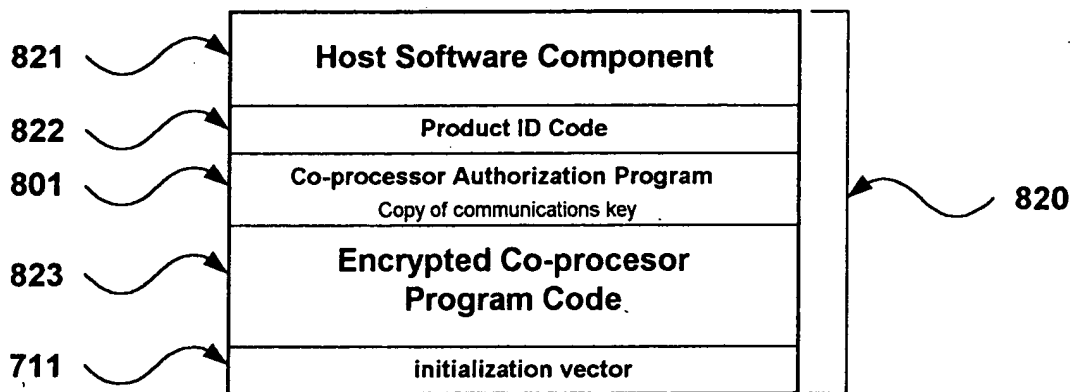 821
Host Software Component
822
Product ID Code
801
Co-processor Authorization Program
Copy of communications key
820
823
Encrypted Co-procesor
Program Code
711
initialization vector